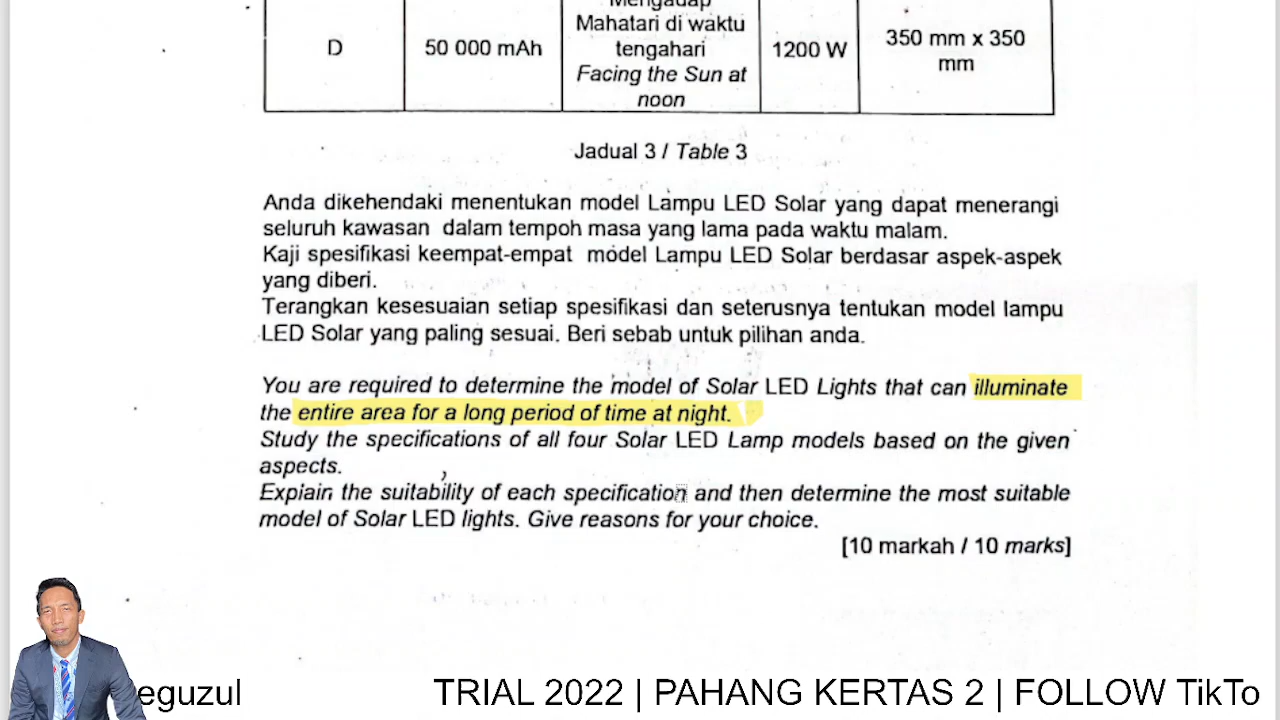 Mengadap
Mahatari di waktu
tengahari
Facing the Sun at
noon
D
50 000 mAh
1200 W
350 mm x 350
mm
Jadual 3 / Table 3
Anda dikehendaki menentukan model Lampu LED Solar yang dapat menerangi
seluruh kawasan dalam tempoh masa yang lama pada waktu malam.
Kaji spesifikasi keempat-empat model Lampu LED Solar berdasar aspek-aspek
yang diberi.
Terangkan kesesuaian setiap spesifikasi dan seterusnya tentukan model lampu
LED Solar yang paling sesuai. Beri sebab untuk pilihan anda.
You are required to determine the model of Solar LED Lights that can illuminate
the entire area for a long period of time at night.
Study the specifications of all four Solar LED Lamp models based on the given
aspects.
Explain the suitability of each specification and then determine the most suitable
model of Solar LED lights. Give reasons for your choice.
[10 markah / 10 marks]
eguzul
TRIAL 2022 | PAHANG KERTAS 2 | FOLLOW TikTo